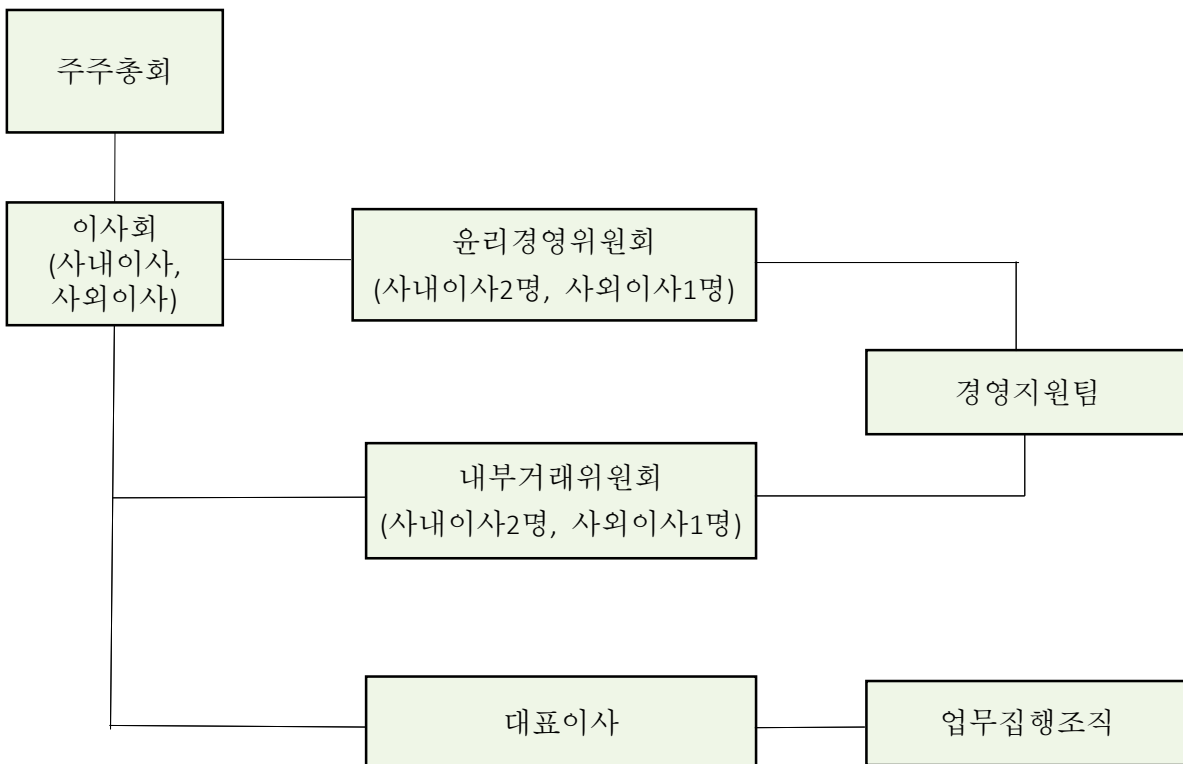 주주총회
이사회
(사내이사,
사외이사)
윤리경영위원회
(사내이사2명, 사외이사1명)
경영지원팀
내부거래위원회
(사내이사2명, 사외이사1명)
대표이사
업무집행조직